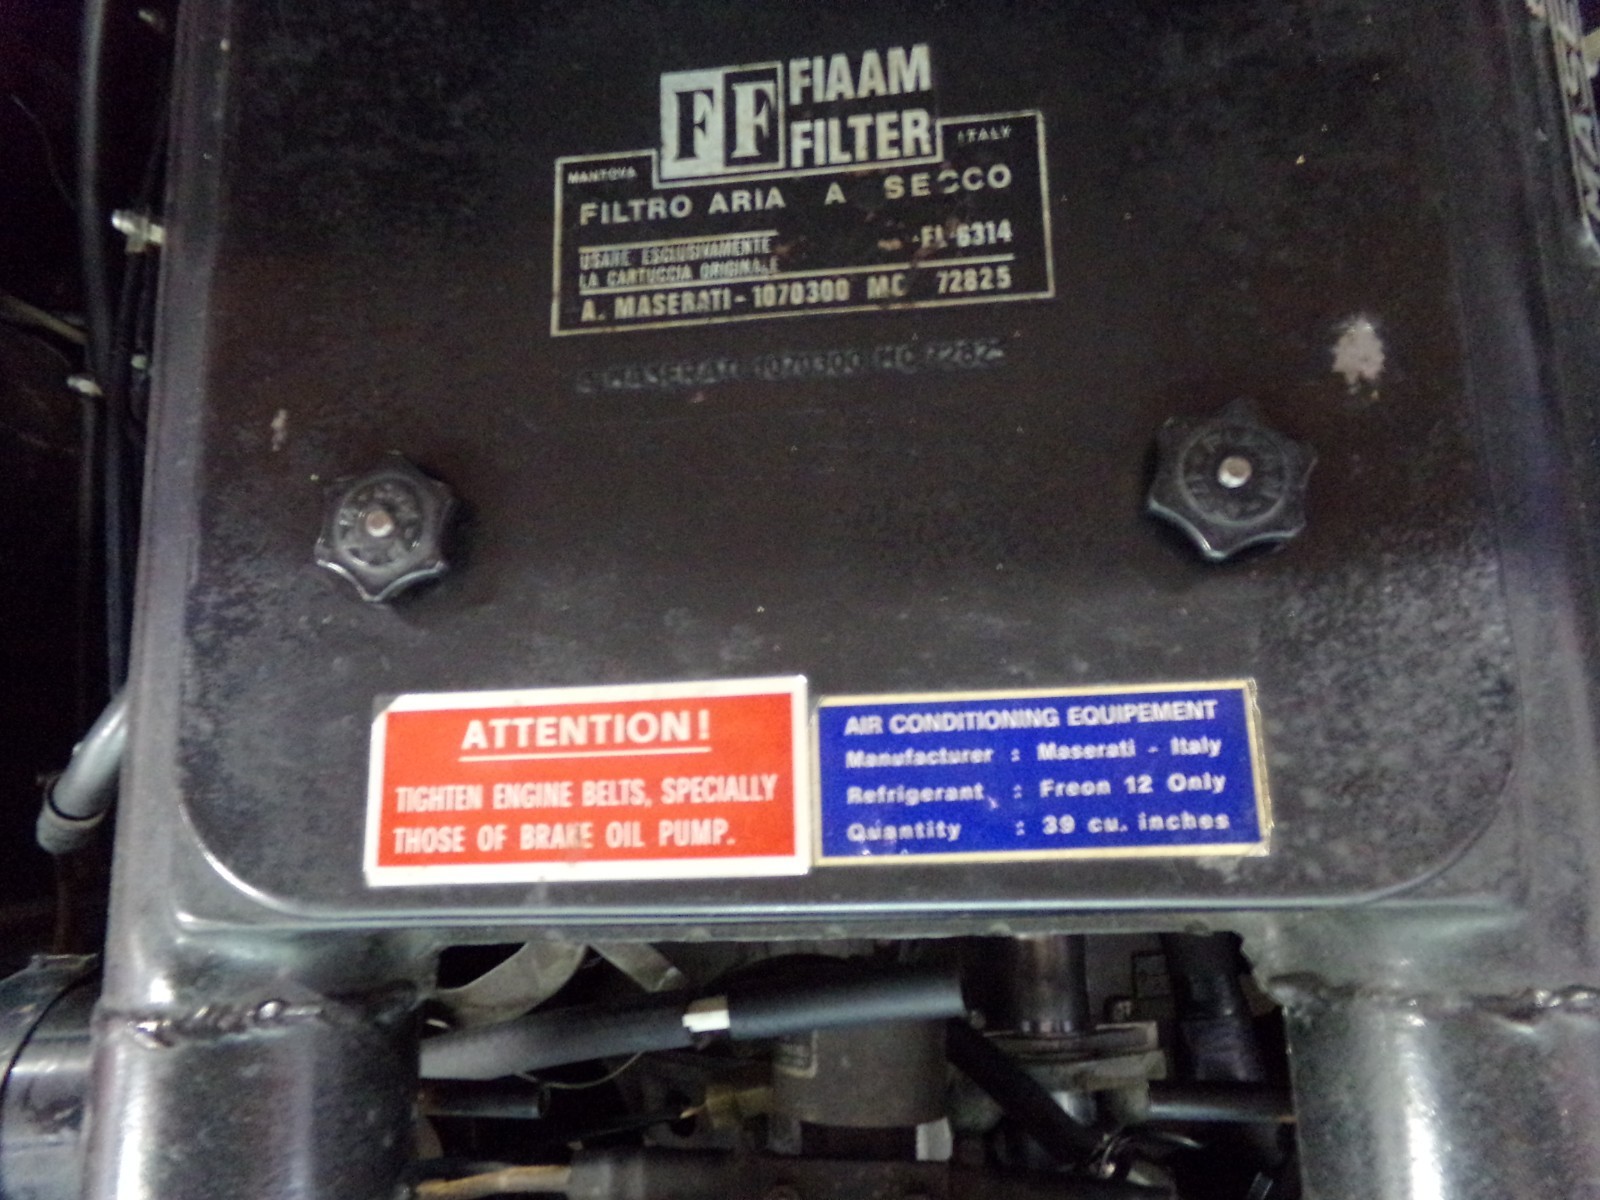 FF FIAAM
FILTER
MANTOVA
ITALY
FILTRO ARIA A SECCO
USARE ESCLUSIVAMENTE
LA CARTUCCIA ORIGINALE
6314
A. MASERATI - 1070300 MC 72825
MASERATI 1070300
ATTENTION!
TIGHTEN ENGINE BELTS, SPECIALLY
THOSE OF BRAKE OIL PUMP.
AIR CONDITIONING EQUIPEMENT
Manufacturer : Maserati - Italy
Refrigerant : Freon 12 Only
Quantity : 39 cu. inches